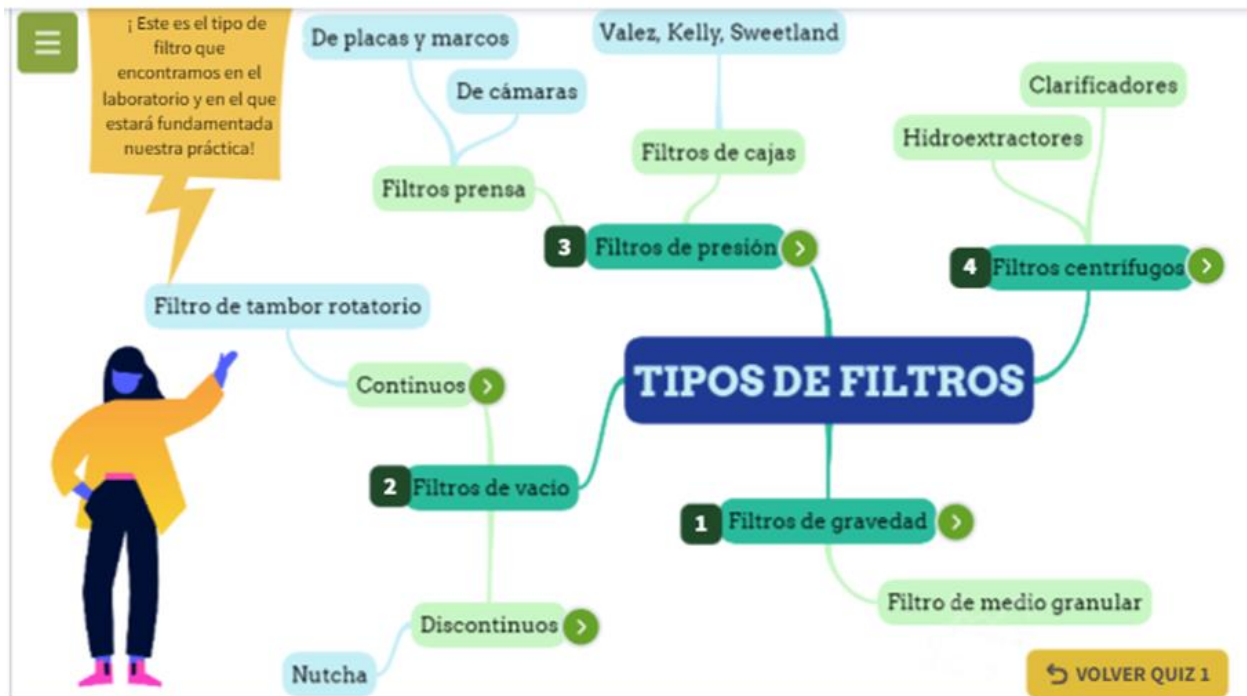 ¡ Este es el tipo de
filtro que
encontramos en el
laboratorio y en el que
estará fundamentada
nuestra práctica!
De placas y marcos
De cámaras
Filtros prensa
Valez, Kelly, Sweetland
Filtros de cajas
3 Filtros de presión
Clarificadores
Hidroextractores
4 Filtros centrífugos
Filtro de tambor rotatorio
Continuos
TIPOS DE FILTROS
2 Filtros de vacio
1 Filtros de gravedad
Filtro de medio granular
Discontinuos
Nutcha
VOLVER QUIZ 1